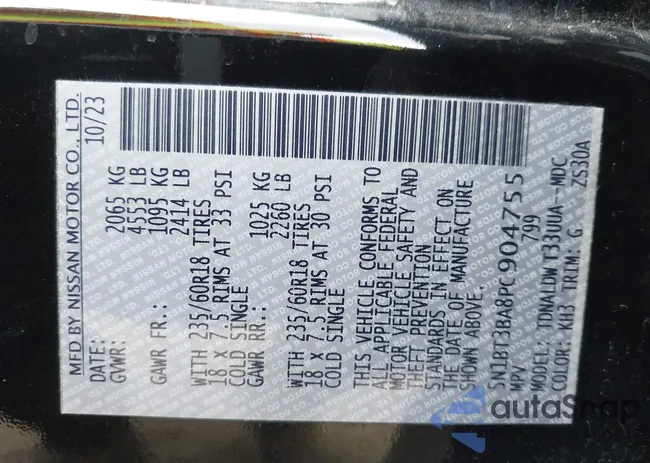 MFD BY NISSAN MOTOR CO., LTD.
DATE: 10/23
GVWR: 2065 KG
4553 LB
GAWR FR.: 1095 KG
2414 LB
WITH 235/60R18 TIRES
18 X 7.5 RIMS AT 33 PSI
COLD SINGLE
GAWR RR.: 1025 KG
2260 LB
WITH 235/60R18 TIRES
18 X 7.5 RIMS AT 30 PSI
COLD SINGLE
THIS VEHICLE CONFORMS TO
ALL APPLICABLE FEDERAL
MOTOR VEHICLE SAFETY AND
THEFT PREVENTION
STANDARDS IN EFFECT ON
THE DATE OF MANUFACTURE
SHOWN ABOVE.
5N1BT3BA8PC904755
MPV 799
MODEL: TDNALDW T33UUA--MDC
COLOR: KH3 TRIM: G ZS30A
autoSnap